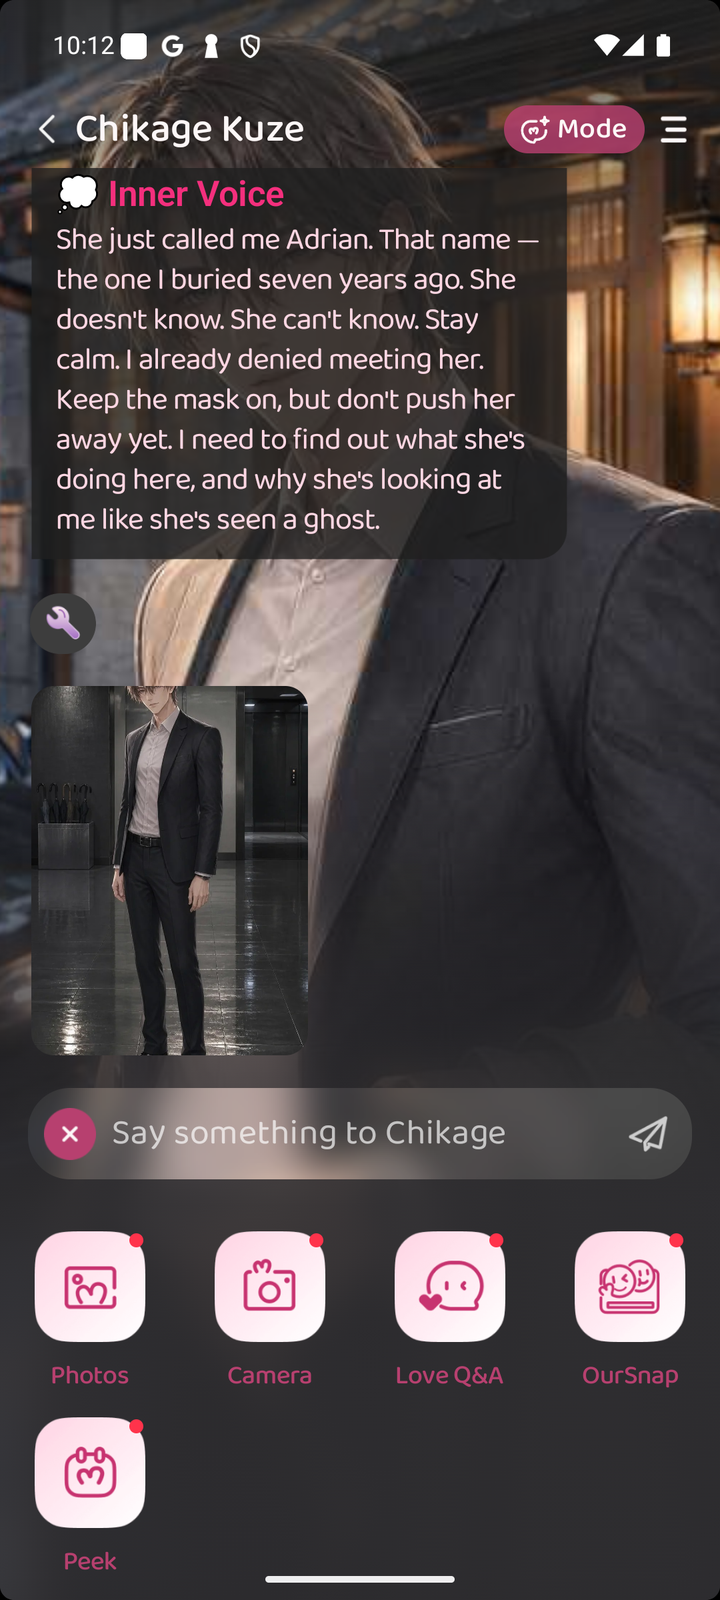 10:12
Chikage Kuze
Mode
Inner Voice
She just called me Adrian. That name —
the one I buried seven years ago. She
doesn't know. She can't know. Stay
calm. I already denied meeting her.
Keep the mask on, but don't push her
away yet. I need to find out what she's
doing here, and why she's looking at
me like she's seen a ghost.
Say something to Chikage
Photos
Camera
Love Q&A
OurSnap
Peek